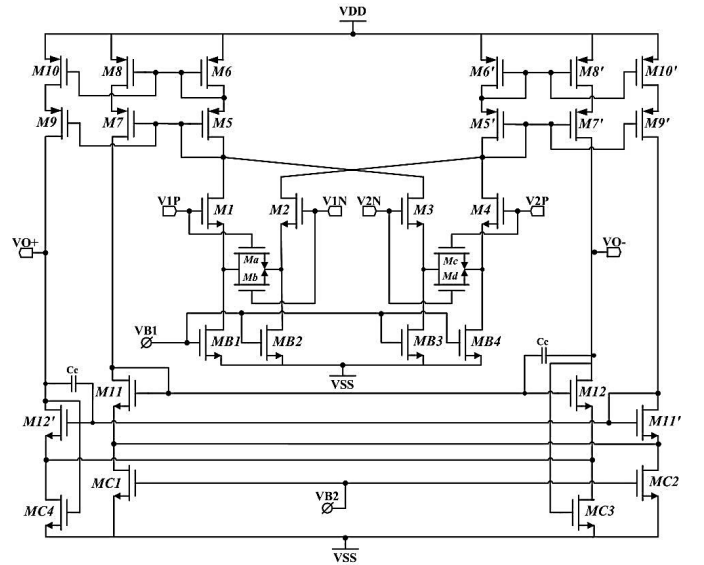 VDD
M10 M8 M6 M6' M8' M10'
M9 M7 M5 M5' M7' M9'
V1P M1 M2 V1N V2N M3 M4 V2P
VO+ Ma Mc VO-
Mb Md
VB1 MB1 MB2 MB3 MB4
VSS
Cc Cc
M11 M12
M12' M11'
MC4 MC1 MC3 MC2
VB2
VSS